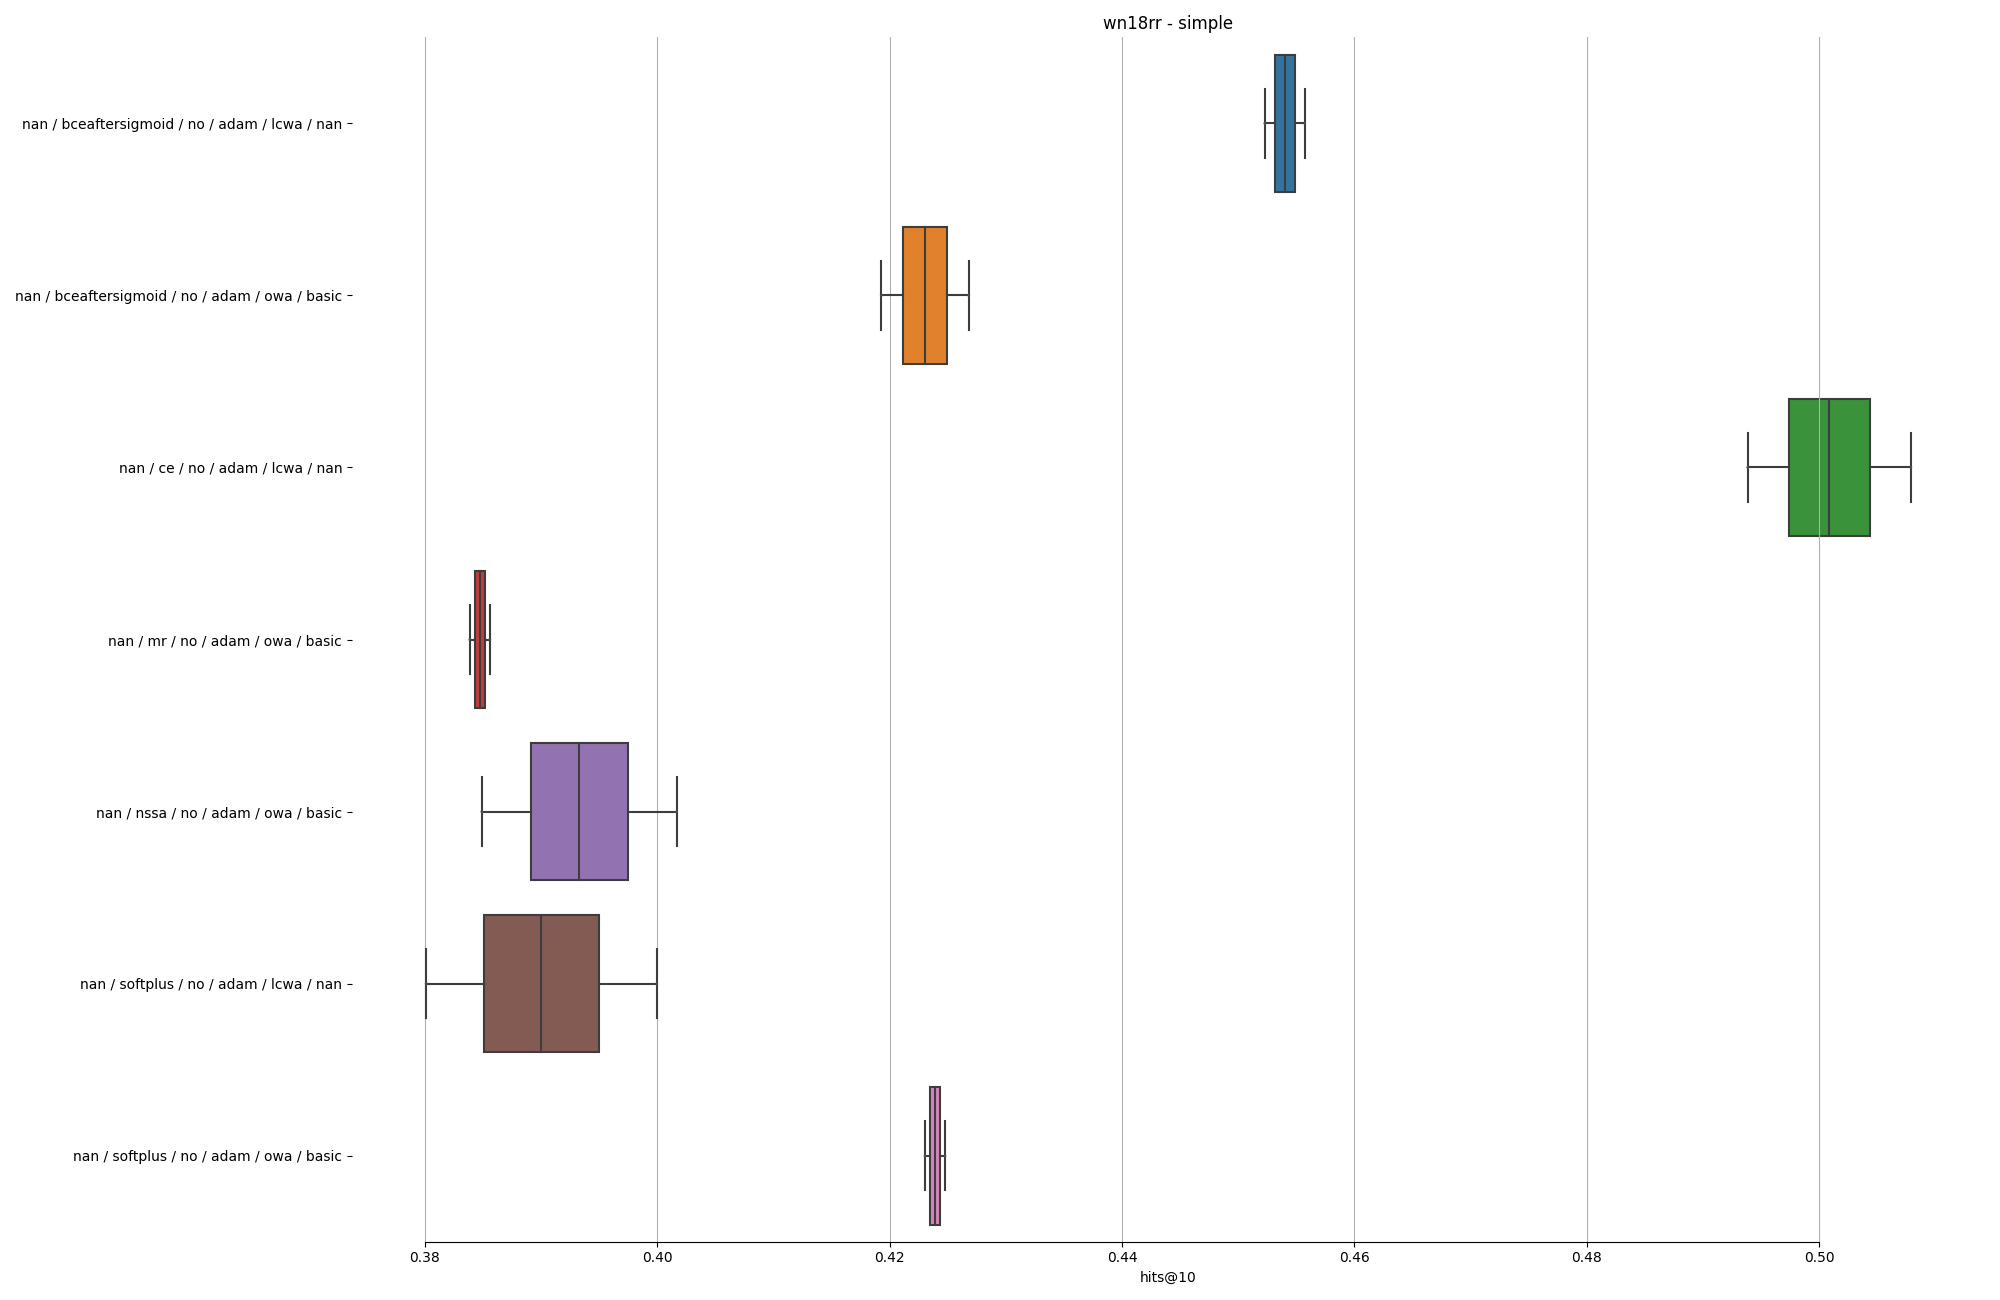 wn18rr - simple
nan / bceaftersigmoid / no / adam / lcwa / nan
nan / bceaftersigmoid / no / adam / owa / basic
nan / ce / no / adam / lcwa / nan
nan / mr / no / adam / owa / basic
nan / nssa / no / adam / owa / basic
nan / softplus / no / adam / lcwa / nan
nan / softplus / no / adam / owa / basic
0.38 0.40 0.42 0.44 0.46 0.48 0.50
hits@10